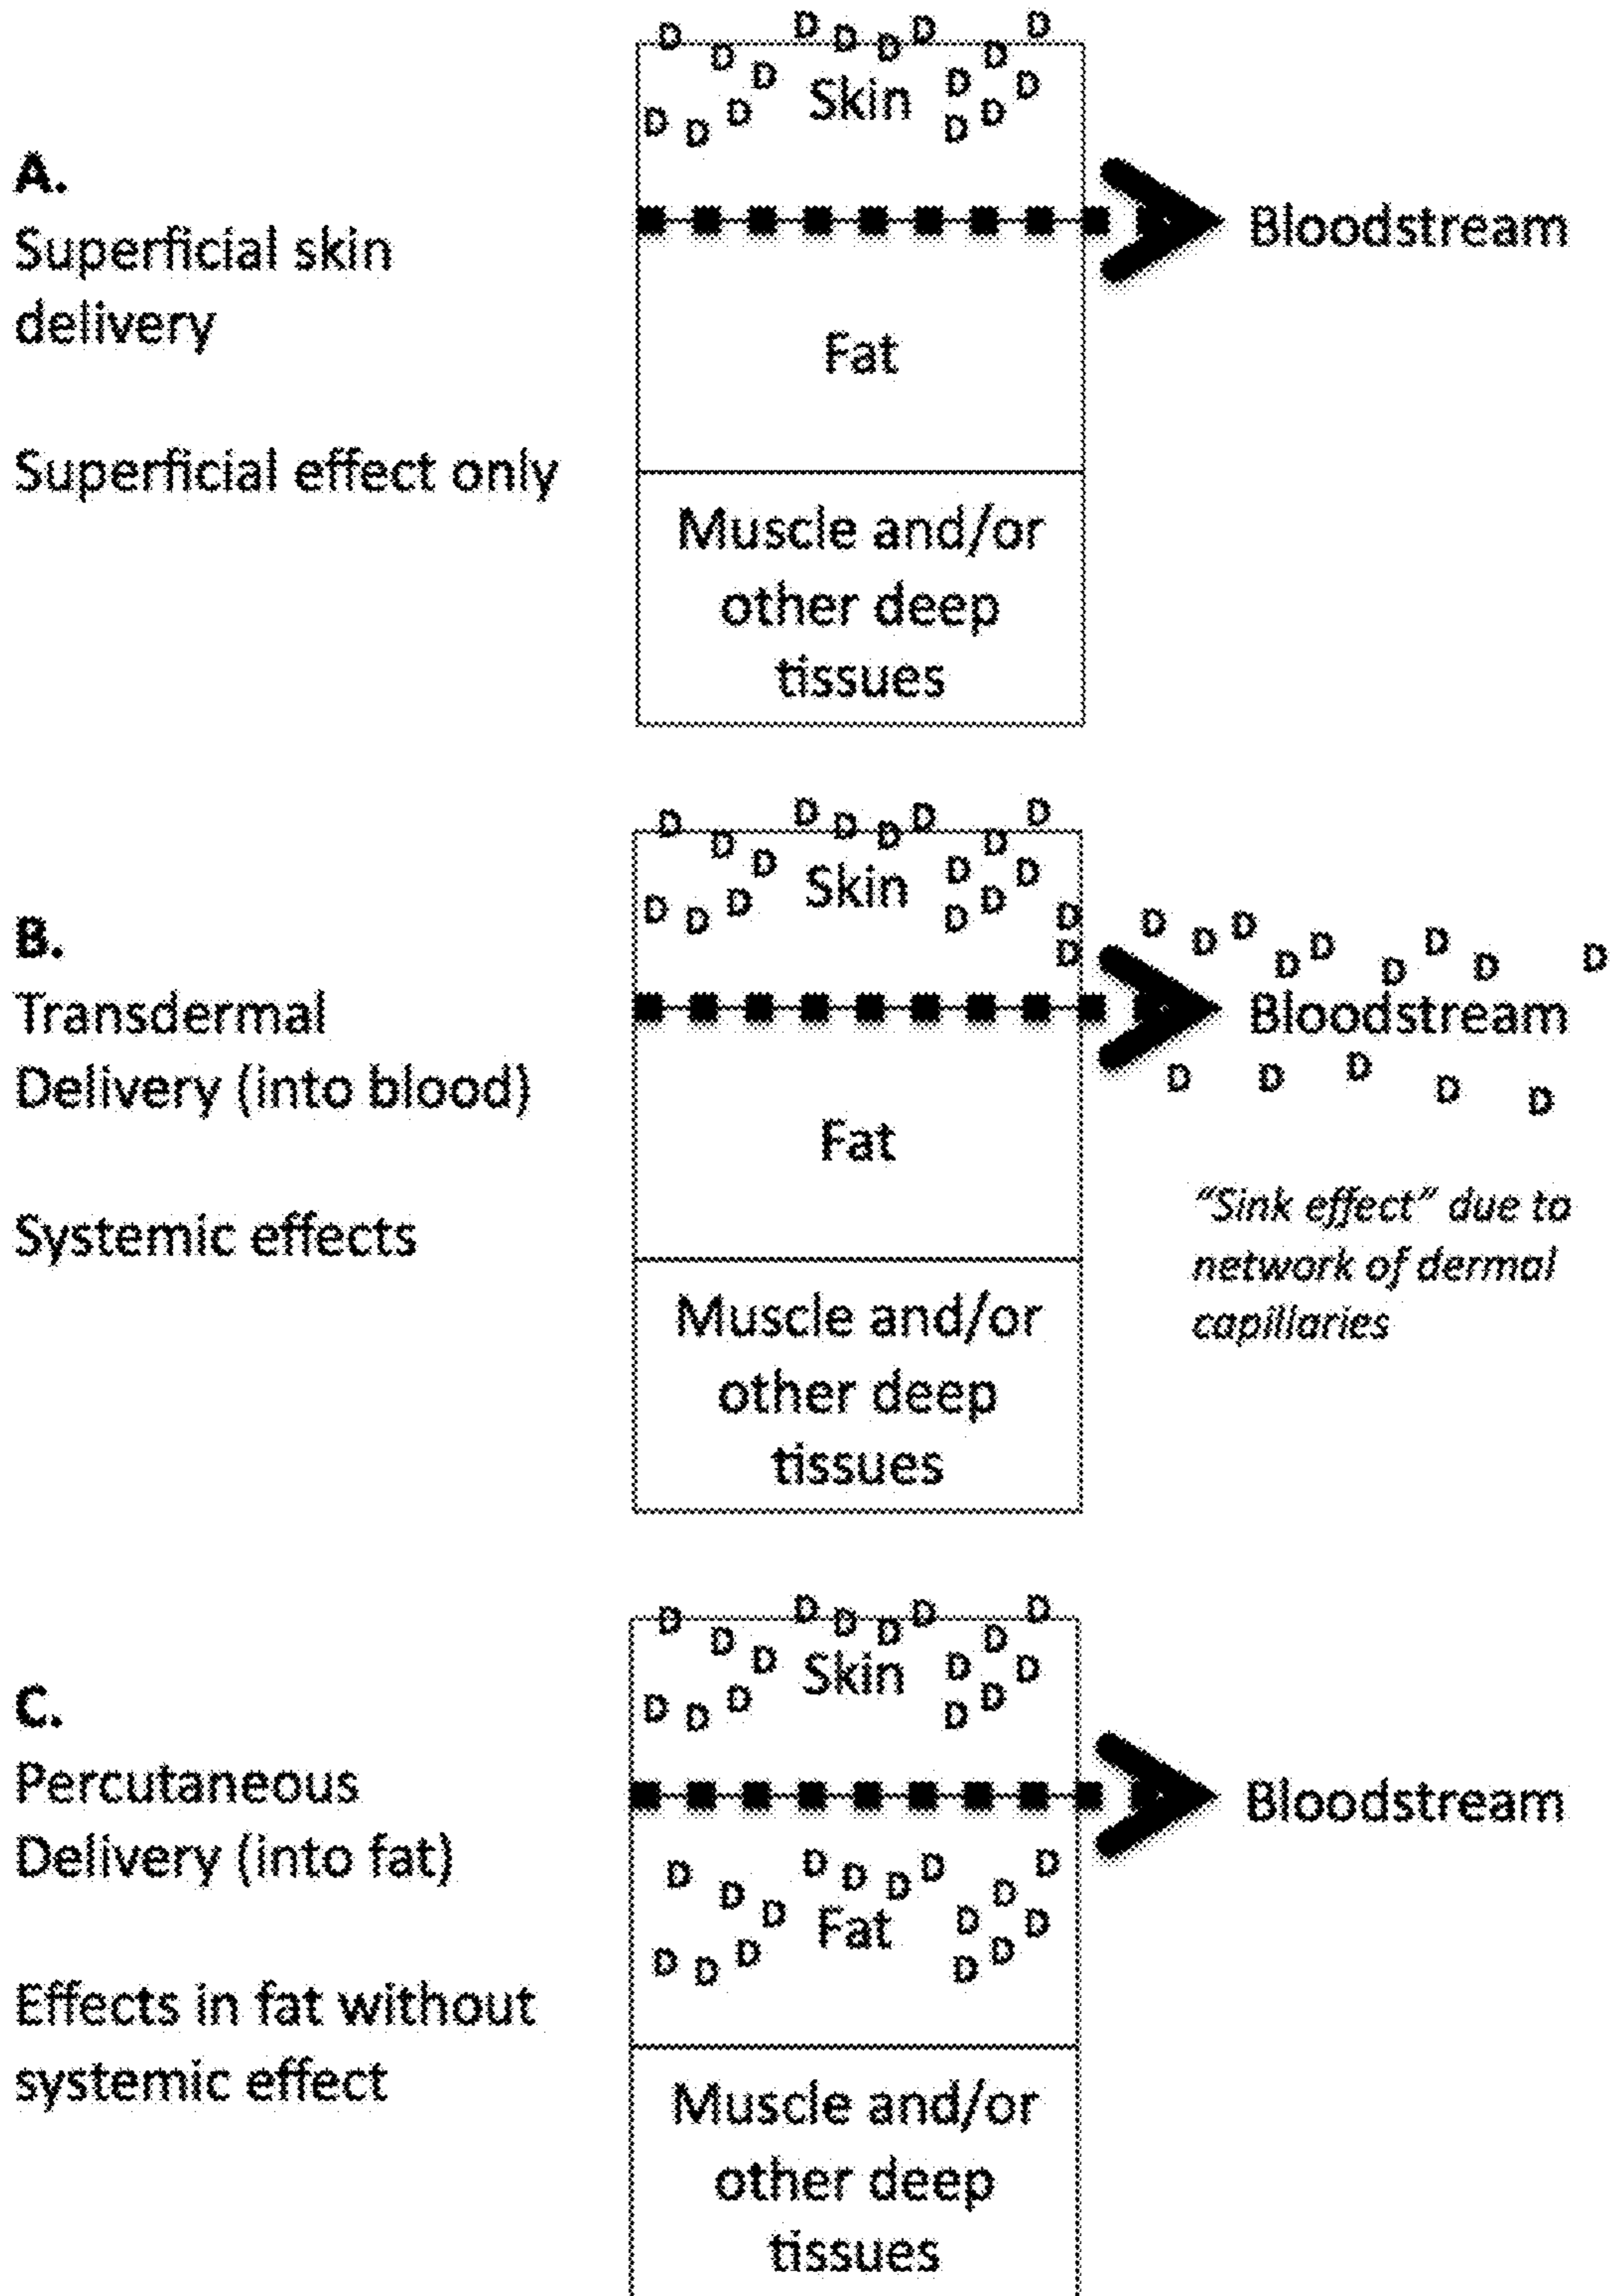 A.
Superficial skin
delivery
Superficial effect only
D D D D D D D D
D D D D
Skin
D D D D
Bloodstream
Fat
Muscle and/or
other deep
tissues
B.
Transdermal
Delivery (into blood)
Systemic effects
D D D D D D D D
D D D D
Skin
D D D D D D
D D D D D D D D D
Bloodstream
D D D D D
Fat
“Sink effect” due to
network of dermal
capillaries
Muscle and/or
other deep
tissues
C.
Percutaneous
Delivery (into fat)
Effects in fat without
systemic effect
D D D D D D D D
D D D D
Skin
D D D D
Bloodstream
D D D D D D D D
D D D D
Fat
D D D D
Muscle and/or
other deep
tissues